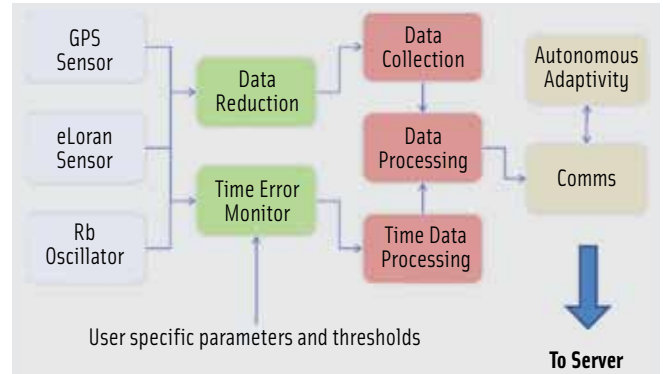 GPS
Sensor
eLoran
Sensor
Rb
Oscillator
Data
Reduction
Time Error
Monitor
Data
Collection
Data
Processing
Time Data
Processing
Autonomous
Adaptivity
Comms
User specific parameters and thresholds
To Server